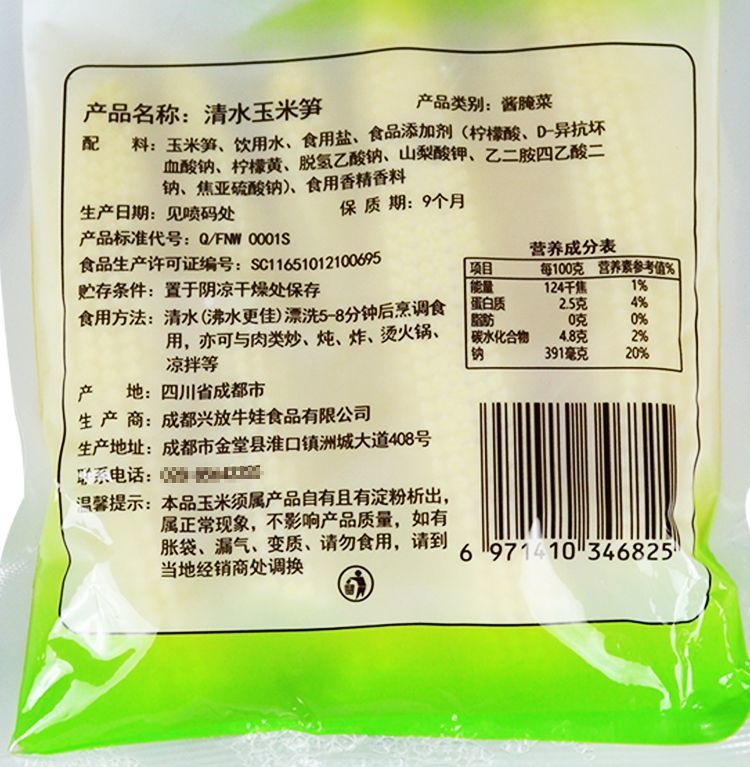 产品名称：清水玉米笋 产品类别：酱腌菜
配 料：玉米笋、饮用水、食用盐、食品添加剂（柠檬酸、D-异抗坏
血酸钠、柠檬黄、脱氢乙酸钠、山梨酸钾、乙二胺四乙酸二
钠、焦亚硫酸钠）、食用香精香料
生产日期：见喷码处 保 质 期：9个月
产品标准代号：Q/FNW 0001S
食品生产许可证编号：SC11651012100695
贮存条件：置于阴凉干燥处保存
食用方法：清水(沸水更佳)漂洗5-8分钟后烹调食
用，亦可与肉类炒、炖、炸、烫火锅、
凉拌等
营养成分表
项目 每100克 营养素参考值%
能量 124千焦 1%
蛋白质 2.5克 4%
脂肪 0克 0%
碳水化合物 4.8克 2%
钠 391毫克 20%
产 地：四川省成都市
生 产 商：成都兴放牛娃食品有限公司
生产地址：成都市金堂县淮口镇洲城大道408号
联系电话：
温馨提示：本品玉米须属产品自有且有淀粉析出，
属正常现象，不影响产品质量，如有
胀袋、漏气、变质、请勿食用，请到
当地经销商处调换
6 971410 346825